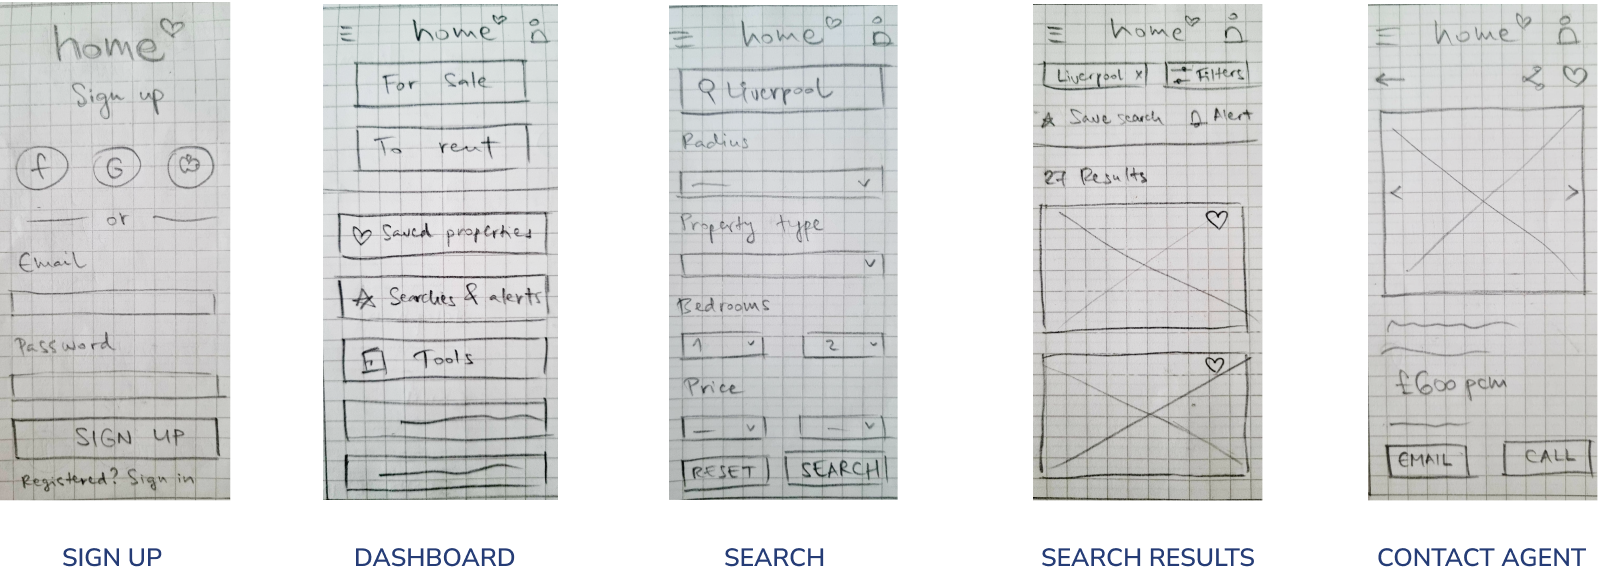 home
Sign up
f G
or
Email
Password
SIGN UP
Registered? Sign in
SIGN UP
home
For Sale
To rent
Saved properties
Searches & alerts
Tools
DASHBOARD
home
Liverpool
Radius
Property type
Bedrooms
1 2
Price
RESET SEARCH
SEARCH
home
Liverpool x Filters
Save search Alert
27 Results
SEARCH RESULTS
home
£600 pcm
EMAIL CALL
CONTACT AGENT